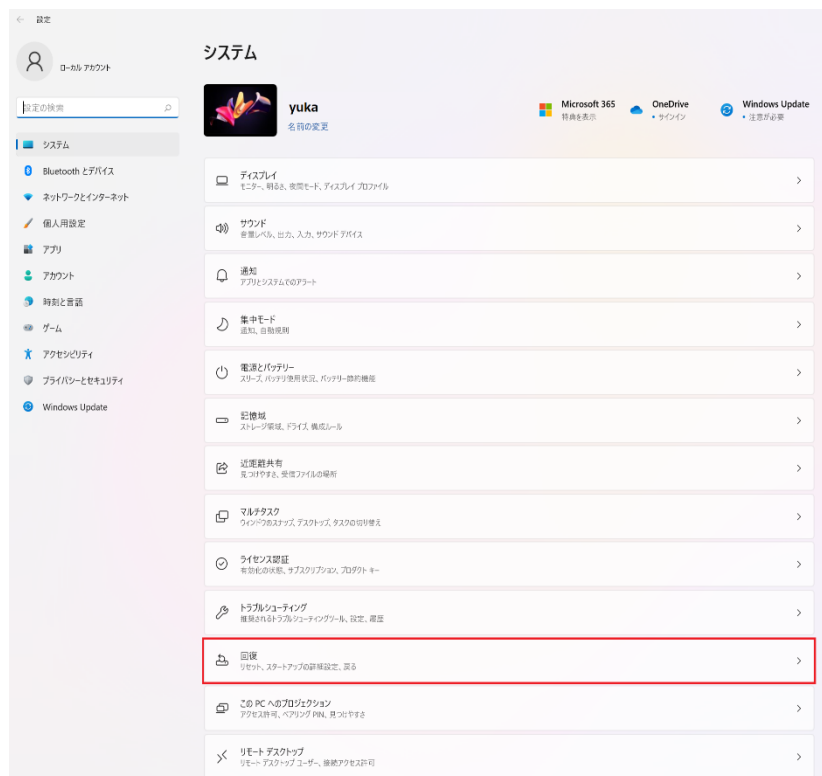 設定
ローカル アカウント
設定の検索
システム
Bluetooth とデバイス
ネットワークとインターネット
個人用設定
アプリ
アカウント
時刻と言語
ゲーム
アクセシビリティ
プライバシーとセキュリティ
Windows Update
システム
yuka
名前の変更
Microsoft 365
特典を表示
OneDrive
• サインイン
Windows Update
• 注意が必要
ディスプレイ
モニター、明るさ、夜間モード、ディスプレイ プロファイル
サウンド
音量レベル、出力、入力、サウンド デバイス
通知
アプリとシステムでのアラート
集中モード
通知、自動規則
電源とバッテリー
スリープ、バッテリ使用状況、バッテリー節約機能
記憶域
ストレージ領域、ドライブ、構成ルール
近距離共有
見つけやすさ、受信ファイルの場所
マルチタスク
ウィンドウのスナップ、デスクトップ、タスクの切り替え
ライセンス認証
有効化の状態、サブスクリプション、プロダクト キー
トラブルシューティング
推奨されるトラブルシューティングツール、設定、履歴
回復
リセット、スタートアップの詳細設定、戻る
この PC へのプロジェクション
アクセス許可、ペアリング PIN、見つけやすさ
リモート デスクトップ
リモート デスクトップ ユーザー、接続アクセス許可